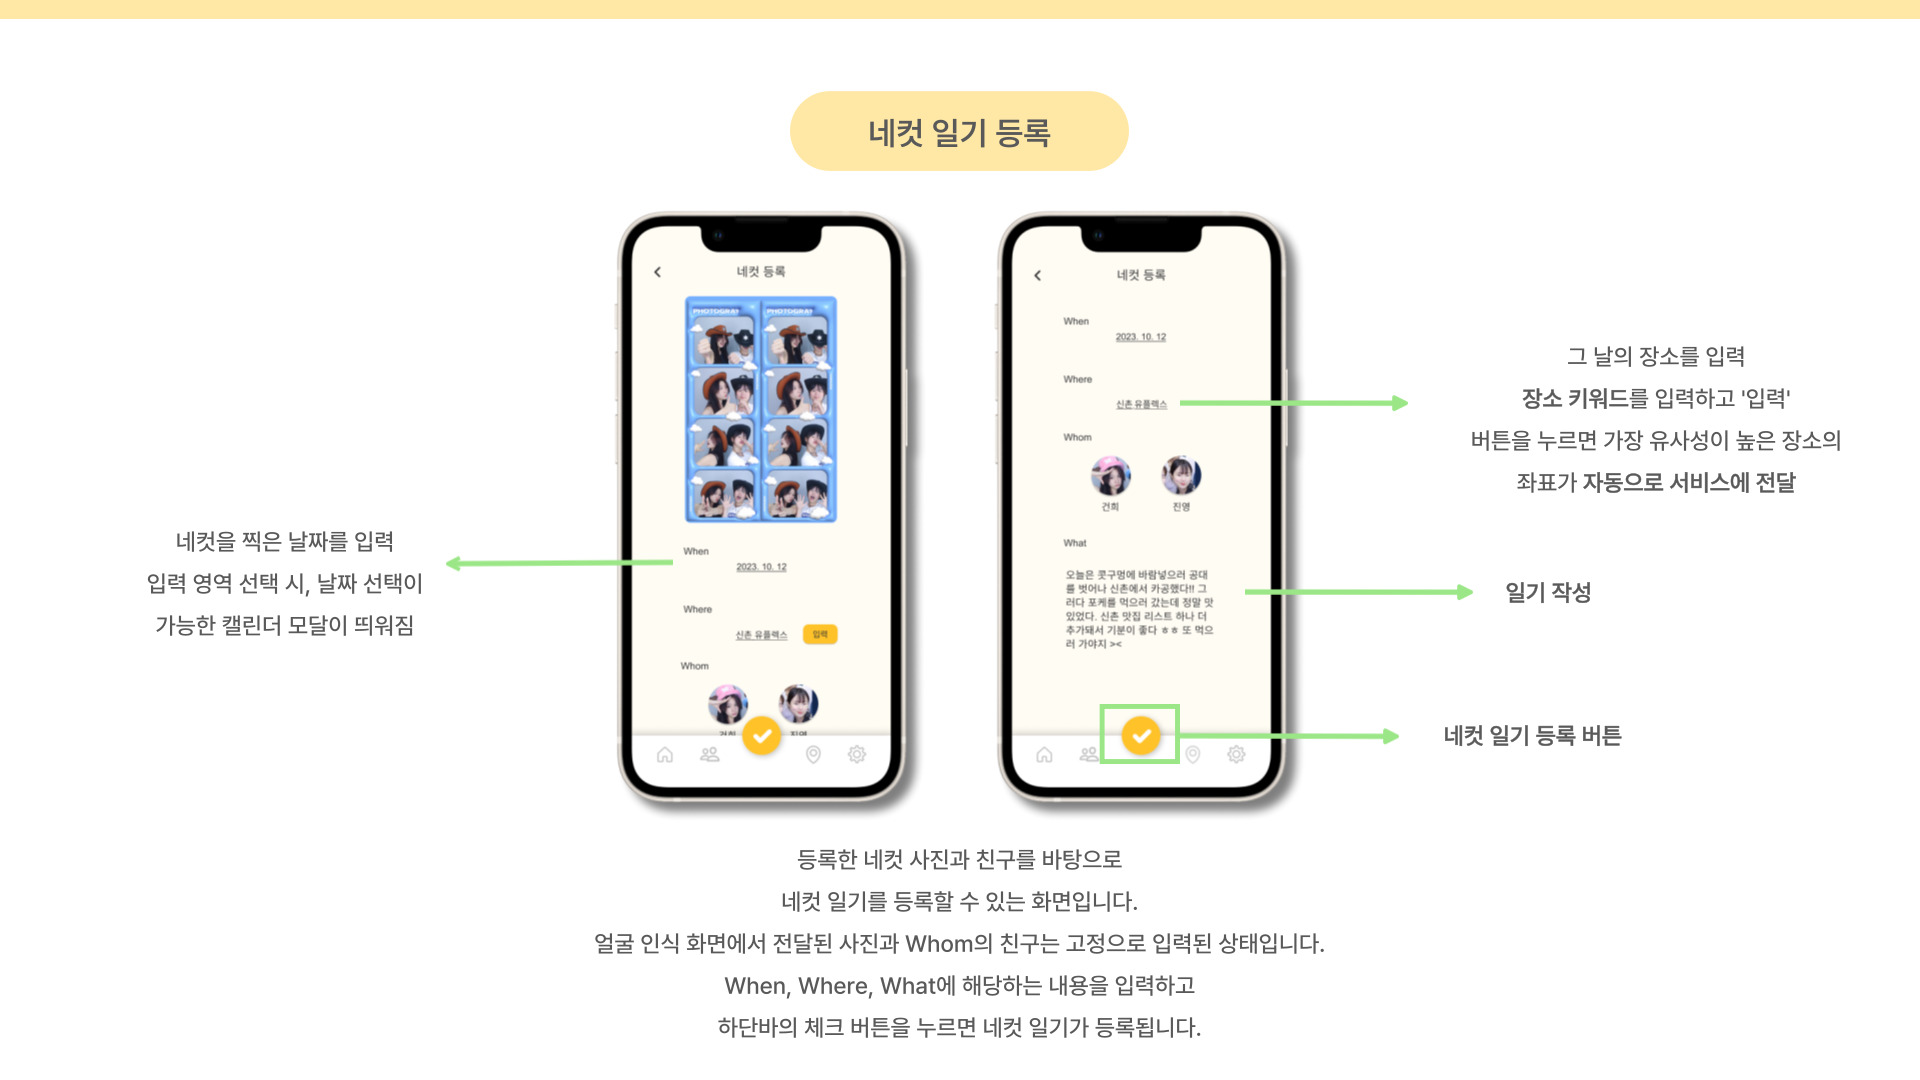 네컷 일기 등록
네컷 등록
PHOTOGRAY PHOTOGRAY
When
2023. 10. 12
Where
신촌 유플렉스
입력
Whom
건희
진영
네컷 등록
When
2023. 10. 12
Where
신촌 유플렉스
Whom
건희
진영
What
오늘은 콧구멍에 바람넣으러 공대
를 벗어나 신촌에서 카공했다!! 그
러다 포케를 먹으러 갔는데 정말 맛
있었다. 신촌 맛집 리스트 하나 더
추가돼서 기분이 좋다 ㅎㅎ 또 먹으
러 가야지 ><
네컷을 찍은 날짜를 입력
입력 영역 선택 시, 날짜 선택이
가능한 캘린더 모달이 띄워짐
그 날의 장소를 입력
장소 키워드를 입력하고 '입력'
버튼을 누르면 가장 유사성이 높은 장소의
좌표가 자동으로 서비스에 전달
일기 작성
네컷 일기 등록 버튼
등록한 네컷 사진과 친구를 바탕으로
네컷 일기를 등록할 수 있는 화면입니다.
얼굴 인식 화면에서 전달된 사진과 Whom의 친구는 고정으로 입력된 상태입니다.
When, Where, What에 해당하는 내용을 입력하고
하단바의 체크 버튼을 누르면 네컷 일기가 등록됩니다.